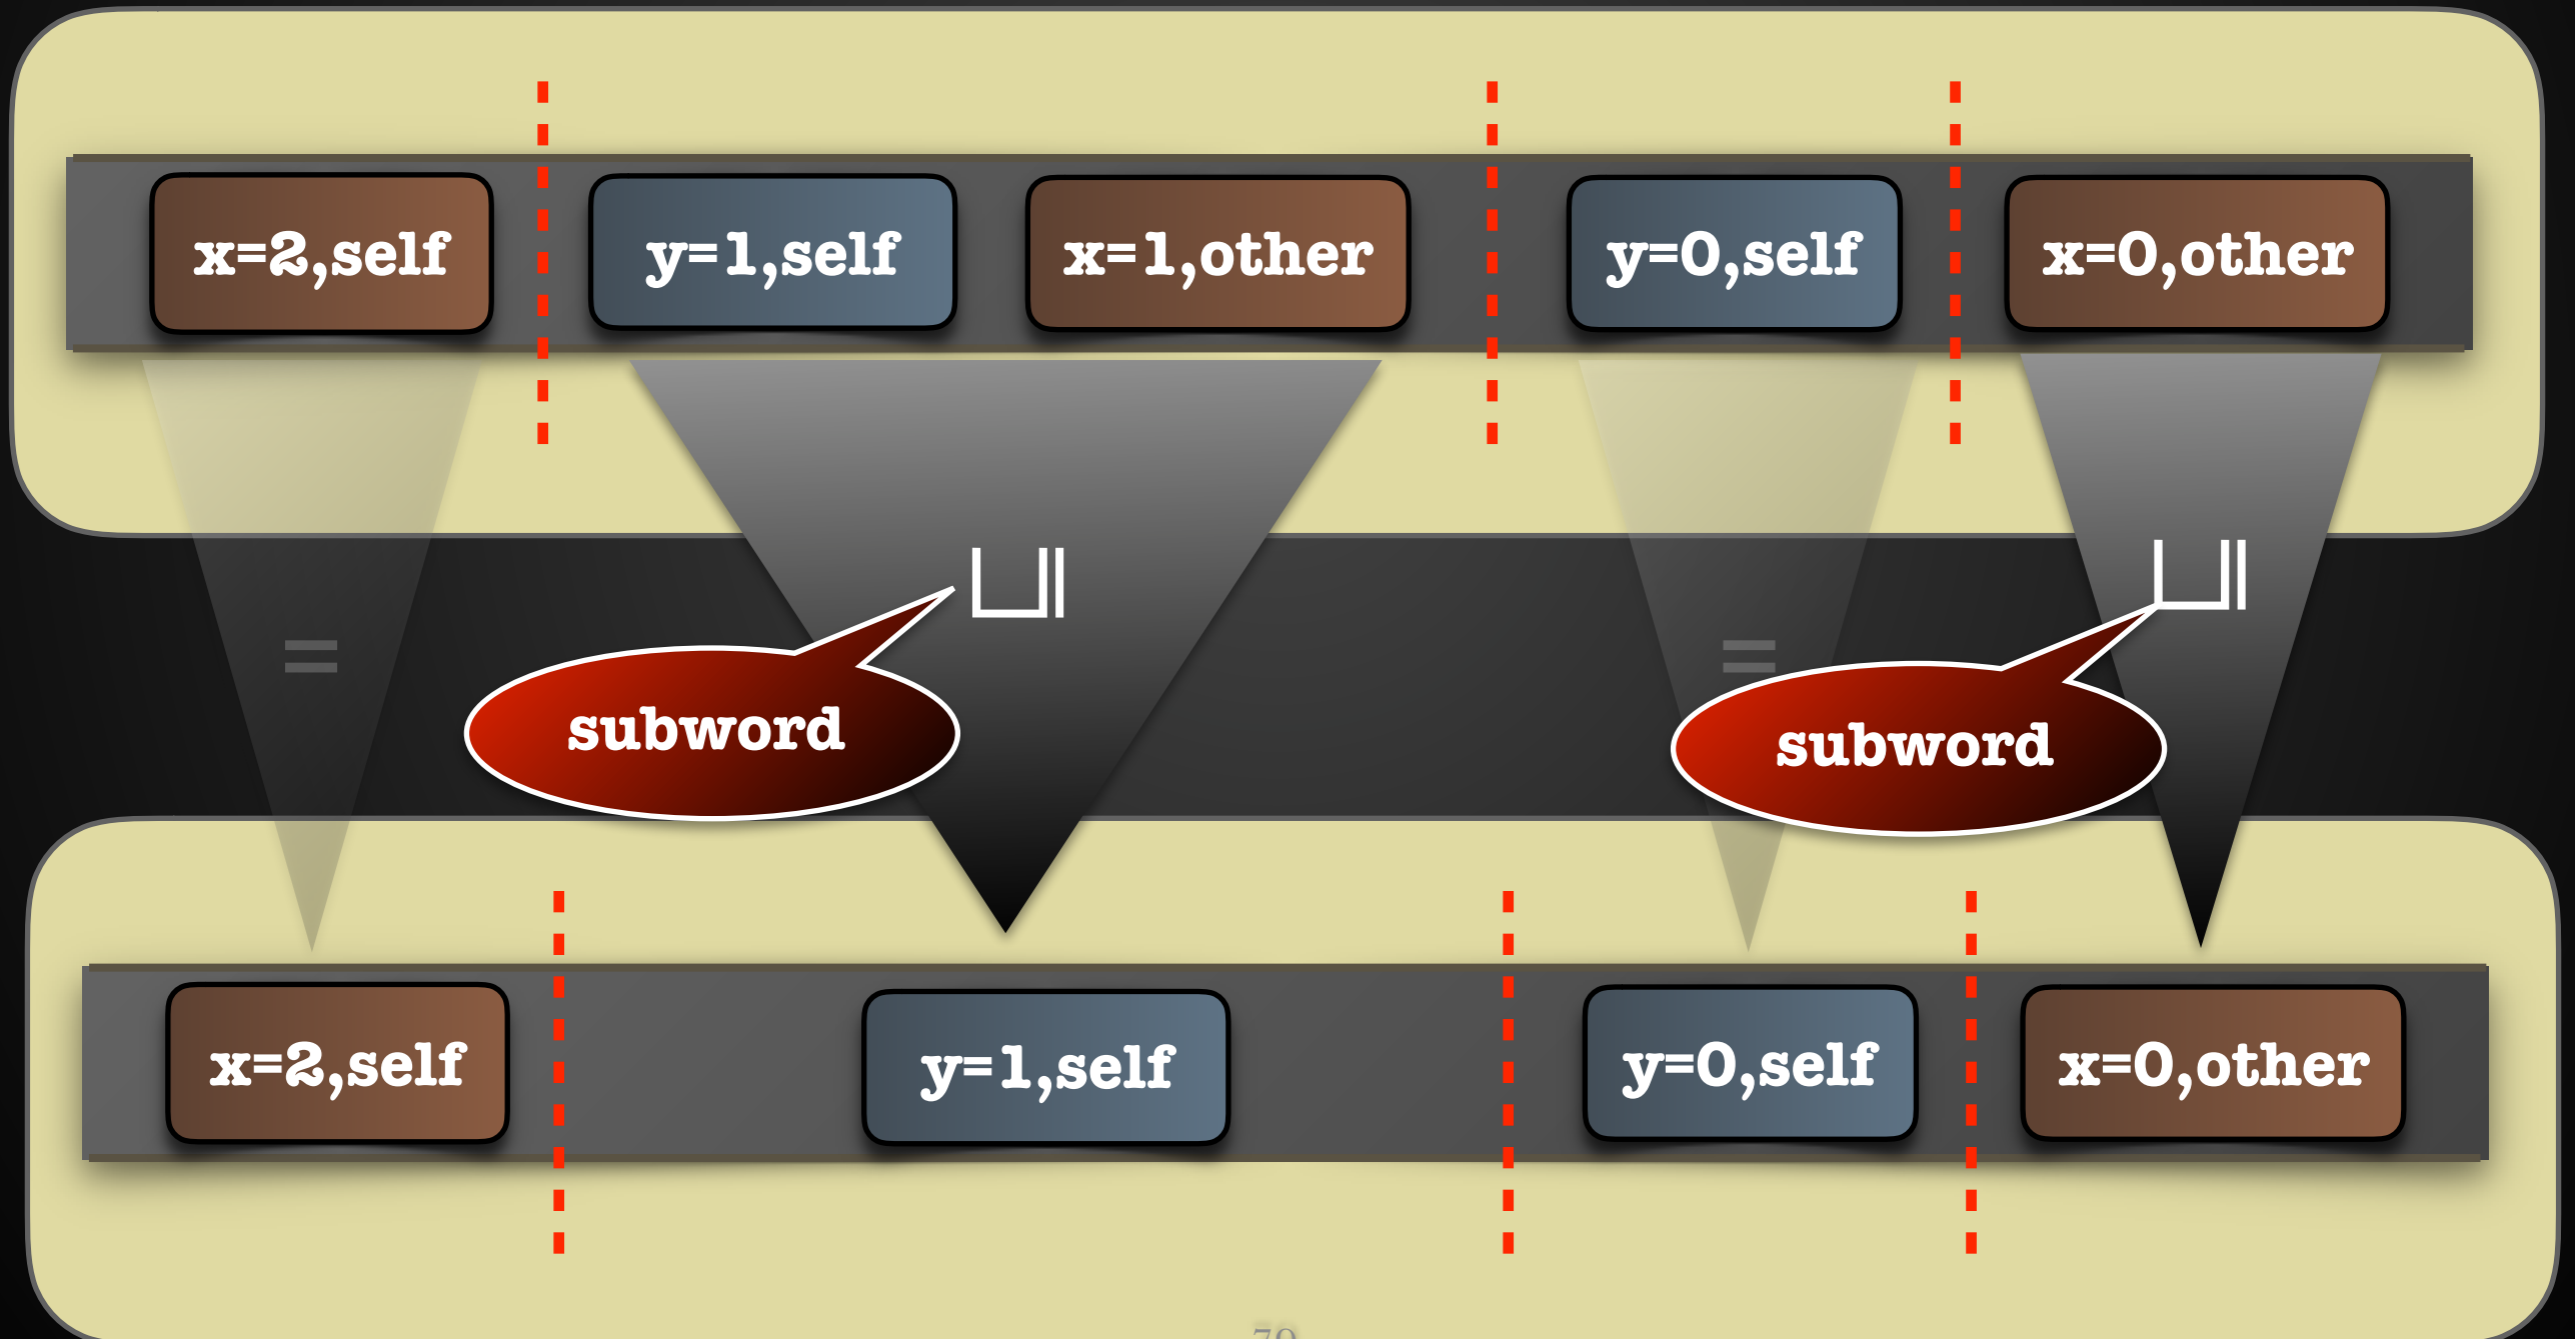 x=2,self y=1,self x=1,other y=0,self x=0,other
= =
subword subword
x=2,self y=1,self y=0,self x=0,other